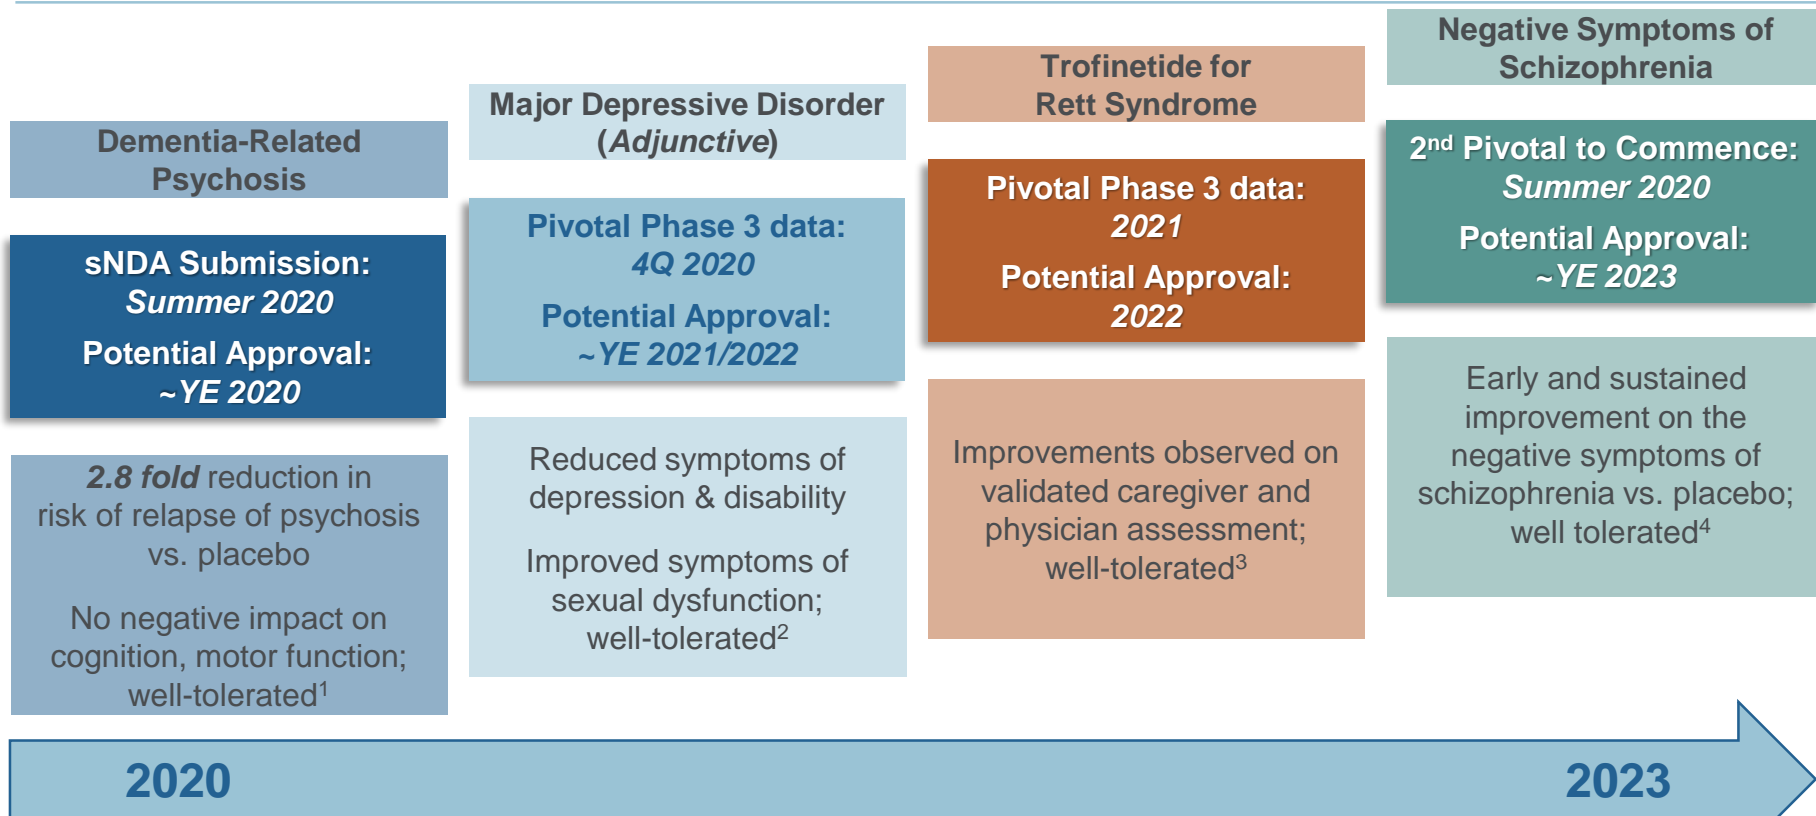 Dementia-Related
Psychosis
sNDA Submission:
Summer 2020
Potential Approval:
~YE 2020
2.8 fold reduction in
risk of relapse of psychosis
vs. placebo
No negative impact on
cognition, motor function;
well-tolerated1
Major Depressive Disorder
(Adjunctive)
Pivotal Phase 3 data:
4Q 2020
Potential Approval:
~YE 2021/2022
Reduced symptoms of
depression & disability
Improved symptoms of
sexual dysfunction;
well-tolerated2
Trofinetide for
Rett Syndrome
Pivotal Phase 3 data:
2021
Potential Approval:
2022
Improvements observed on
validated caregiver and
physician assessment;
well-tolerated3
Negative Symptoms of
Schizophrenia
2nd Pivotal to Commence:
Summer 2020
Potential Approval:
~YE 2023
Early and sustained
improvement on the
negative symptoms of
schizophrenia vs. placebo;
well tolerated4
2020
2023